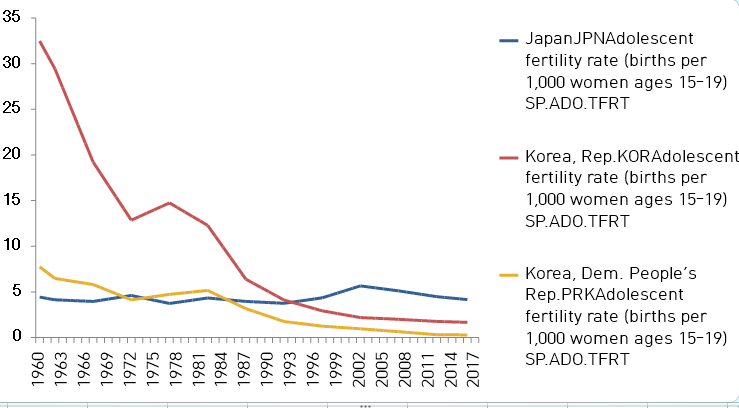 35
30
25
20
15
10
5
0
1960
1963
1966
1969
1972
1975
1978
1981
1984
1987
1990
1993
1996
1999
2002
2005
2008
2011
2014
2017
JapanJPNAdolescent
fertility rate (births per
1,000 women ages 15-19)
SP.ADO.TFRT
Korea, Rep.KORAdolescent
fertility rate (births per
1,000 women ages 15-19)
SP.ADO.TFRT
Korea, Dem. People's
Rep.PRKAdolescent
fertility rate (births per
1,000 women ages 15-19)
SP.ADO.TFRT